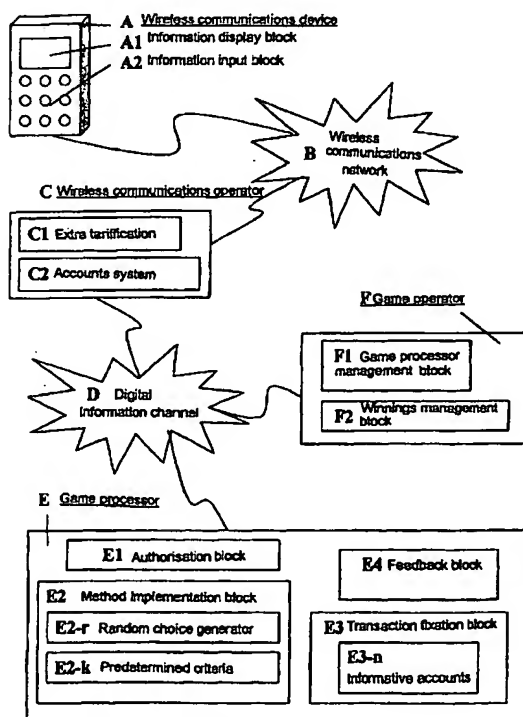 A Wireless communications device
A1 Information display block
A2 Information input block
B Wireless
communications
network
C Wireless communications operator
C1 Extra tariffication
C2 Accounts system
F Game operator
F1 Game processor
management block
F2 Winnings management
block
D Digital
information channel
E Game processor
E1 Authorisation block
E2 Method implementation block
E2-r Random choice generator
E2-k Predetermined criteria
E4 Feedback block
E3 Transaction fixation block
E3-n
Informative accounts